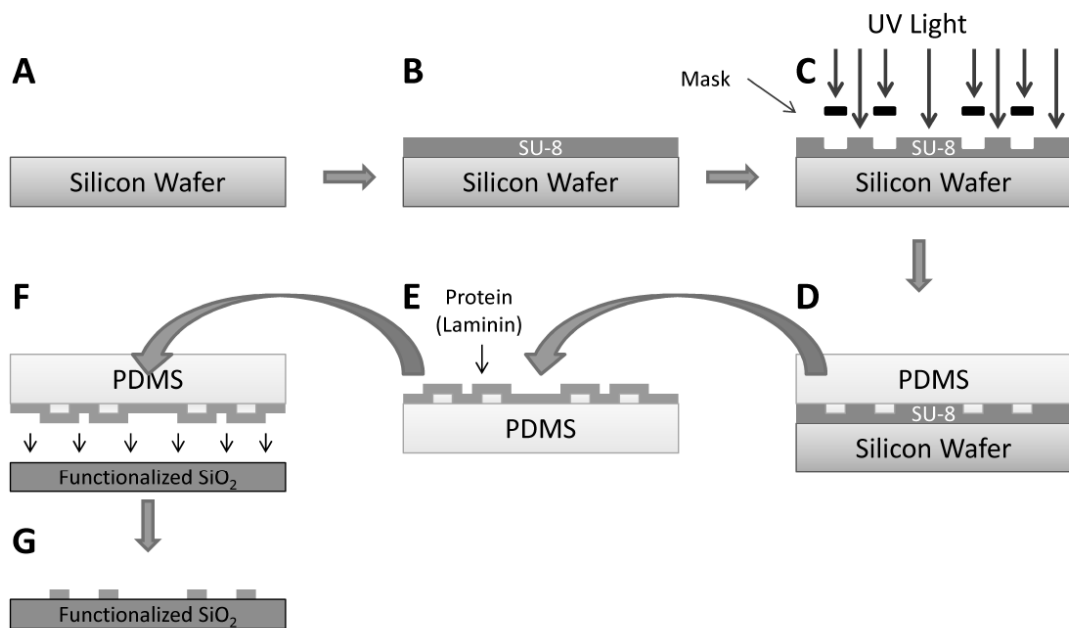 UV Light
A
B
C
Mask
SU-8
SU-8
Silicon Wafer
Silicon Wafer
Silicon Wafer
F
E
Protein
(Laminin)
D
PDMS
PDMS
PDMS
SU-8
Silicon Wafer
Functionalized SiO₂
G
Functionalized SiO₂